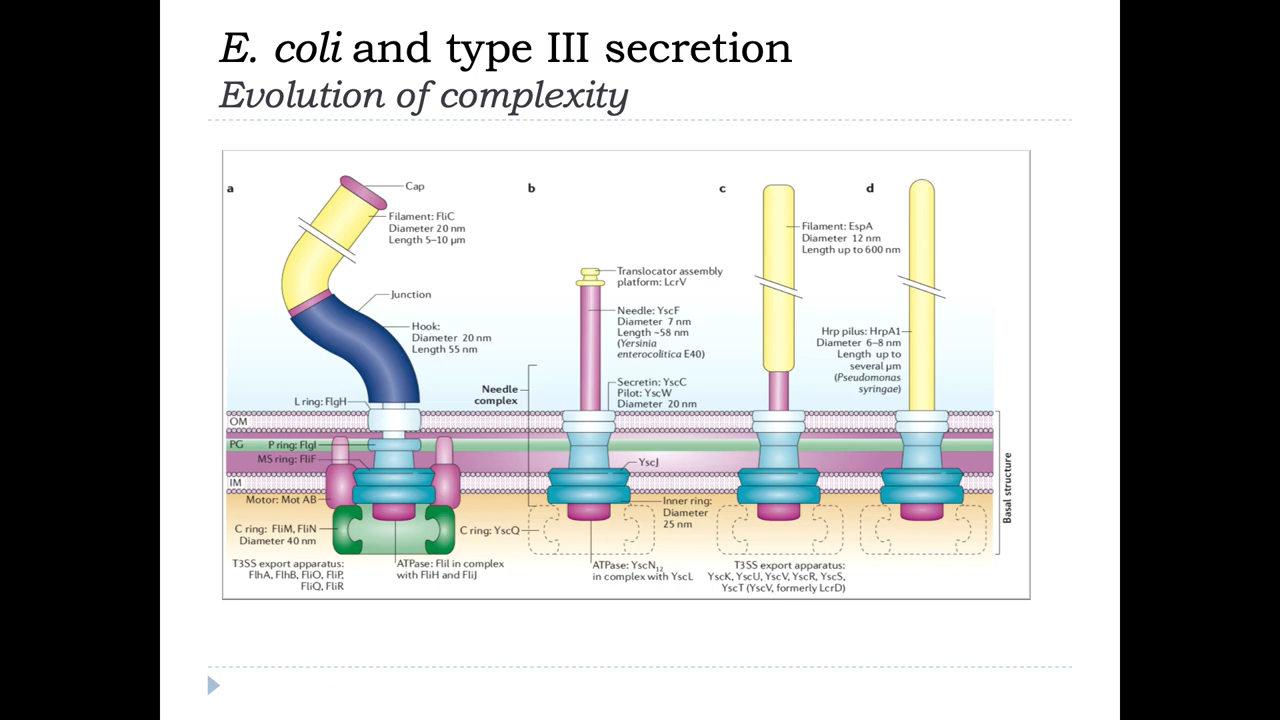 E. coli and type III secretion
Evolution of complexity
a
Cap
Filament: FliC
Diameter 20 nm
Length 5–10 µm
Junction
Hook:
Diameter 20 nm
Length 55 nm
L ring: FlgH
OM
PG
P ring: FlgI
MS ring: FliF
IM
Motor: Mot AB
C ring: FliM, FliN
Diameter 40 nm
T3SS export apparatus:
FlhA, FlhB, FliO, FliP,
FliQ, FliR
ATPase: FliI in complex
with FliH and FliJ
b
Translocator assembly
platform: LcrV
Needle: YscF
Diameter 7 nm
Length ~58 nm
(Yersinia
enterocolitica E40)
Needle
complex
Secretin: YscC
Pilot: YscW
Diameter 20 nm
YscJ
Inner ring:
Diameter
25 nm
C ring: YscQ
ATPase: YscN12
in complex with YscL
c
Filament: EspA
Diameter 12 nm
Length up to 600 nm
T3SS export apparatus:
YscK, YscU, YscV, YscR, YscS,
YscT (YscV, formerly LcrD)
d
Hrp pilus: HrpA1
Diameter 6–8 nm
Length up to
several µm
(Pseudomonas
syringae)
Basal structure